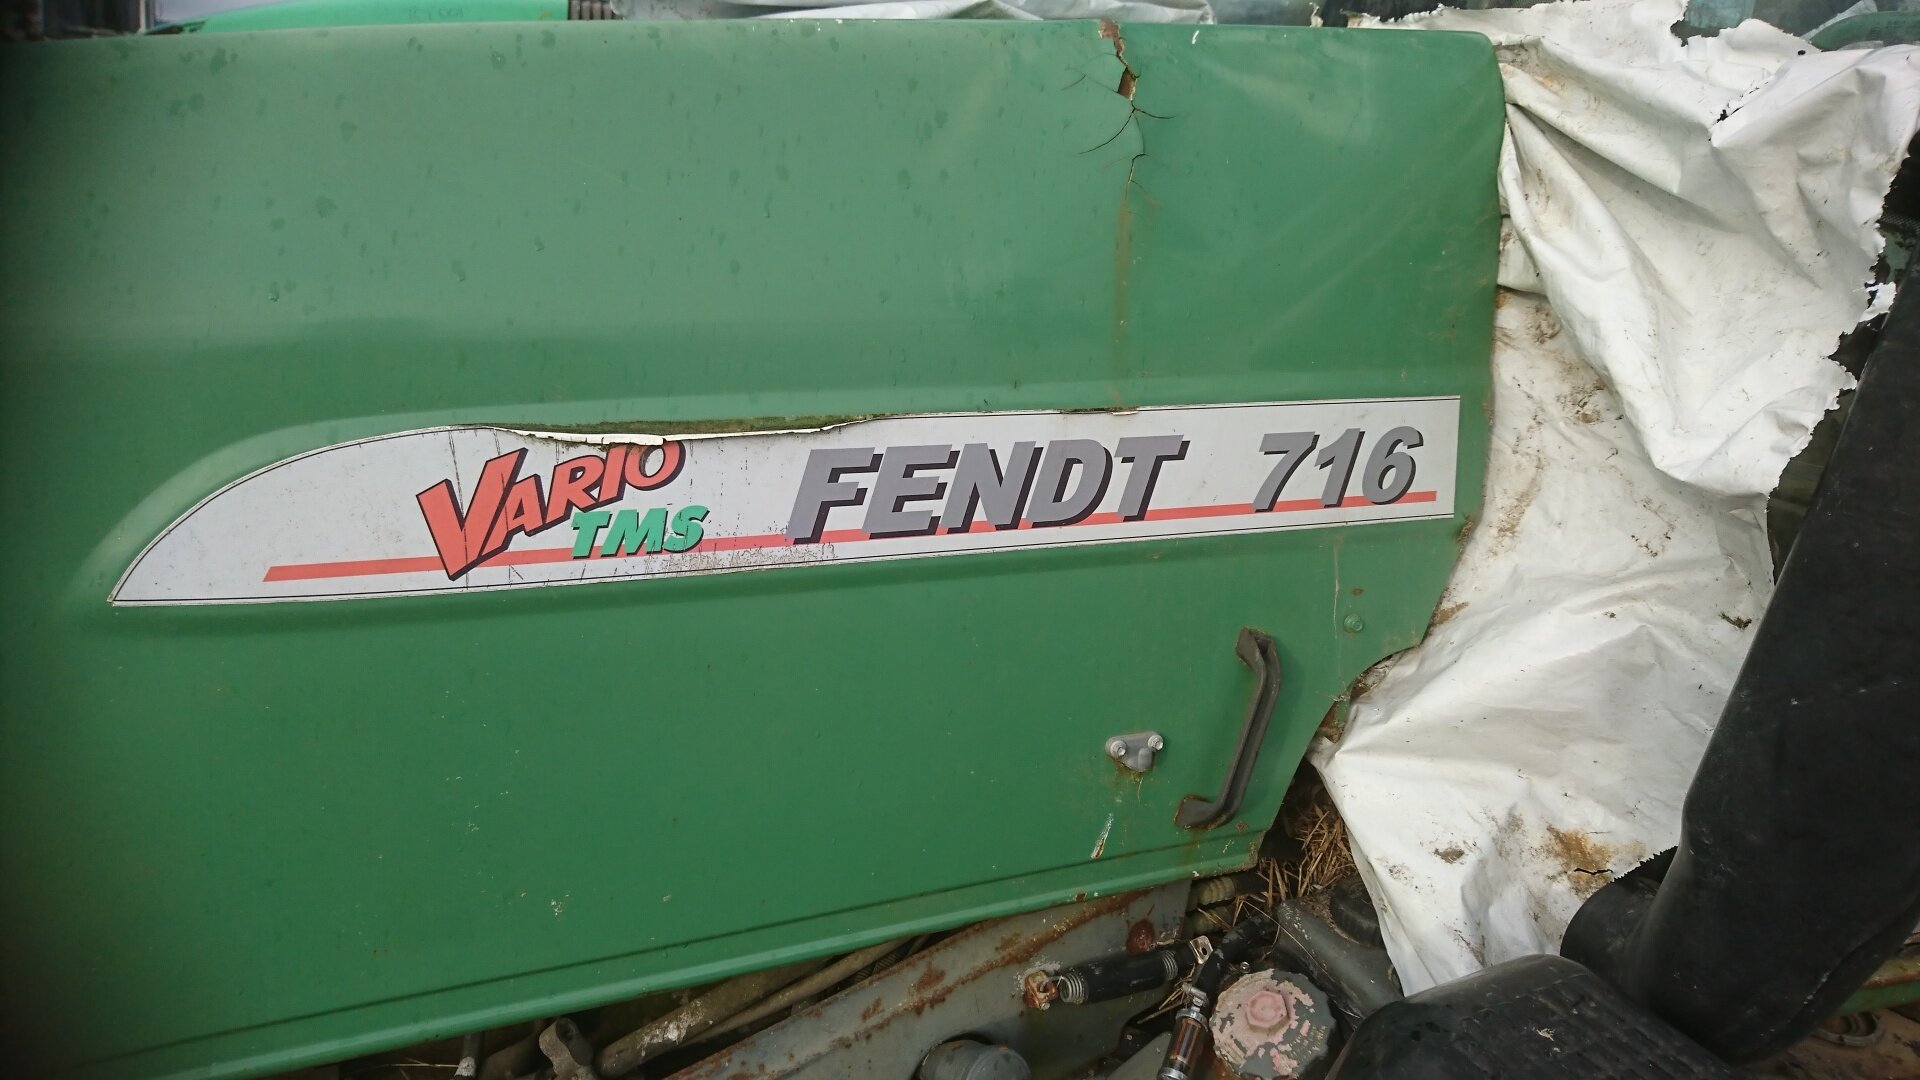 VARIO
TMS
FENDT 716